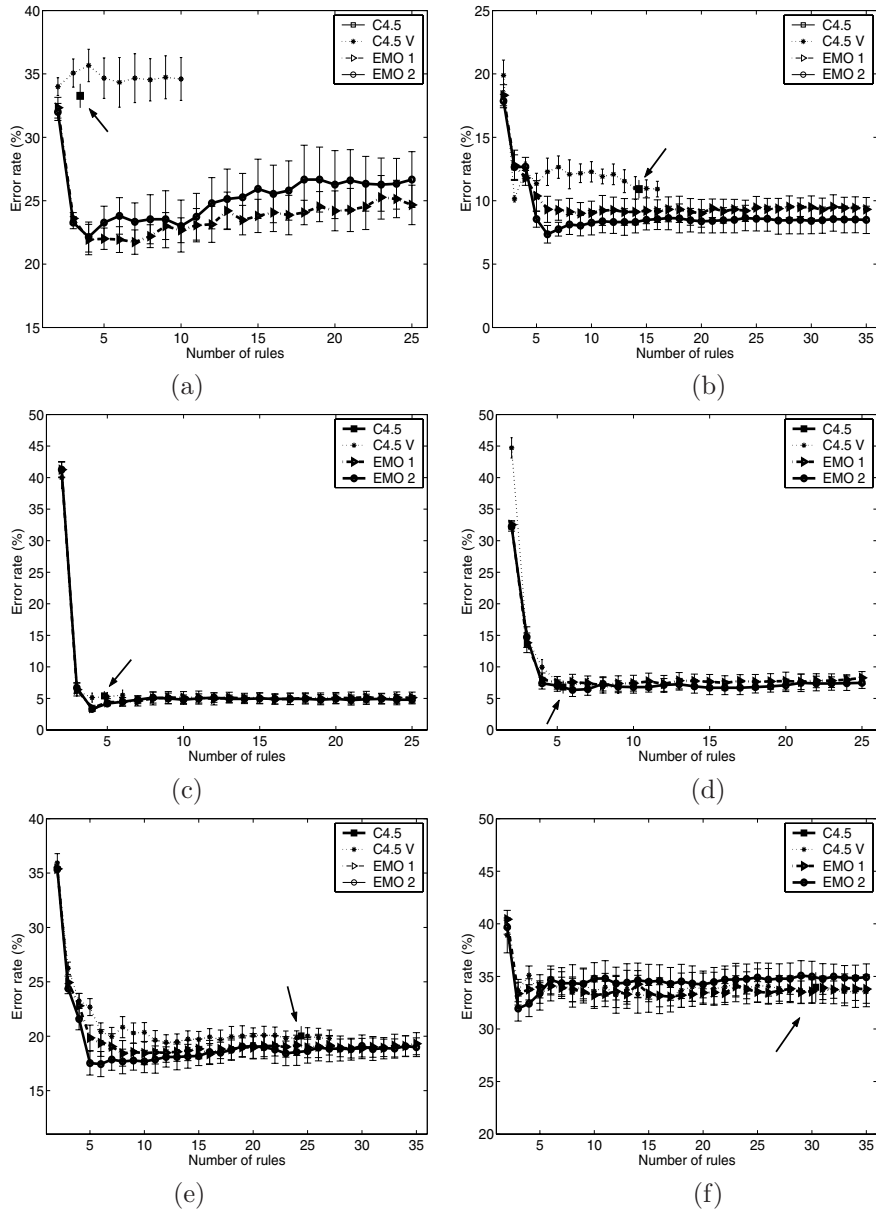 40
35
30
25
20
15
Error rate (%)
5 10 15 20 25
Number of rules
C4.5
C4.5 V
EMO 1
EMO 2
(a)
25
20
15
10
5
0
Error rate (%)
5 10 15 20 25 30 35
Number of rules
C4.5
C4.5 V
EMO 1
EMO 2
(b)
50
45
40
35
30
25
20
15
10
5
0
Error rate (%)
5 10 15 20 25
Number of rules
C4.5
C4.5 V
EMO 1
EMO 2
(c)
50
45
40
35
30
25
20
15
10
5
0
Error rate (%)
5 10 15 20 25
Number of rules
C4.5
C4.5 V
EMO 1
EMO 2
(d)
40
35
30
25
20
15
Error rate (%)
5 10 15 20 25 30 35
Number of rules
C4.5
C4.5 V
EMO 1
EMO 2
(e)
50
45
40
35
30
25
20
Error rate (%)
5 10 15 20 25 30 35
Number of rules
C4.5
C4.5 V
EMO 1
EMO 2
(f)